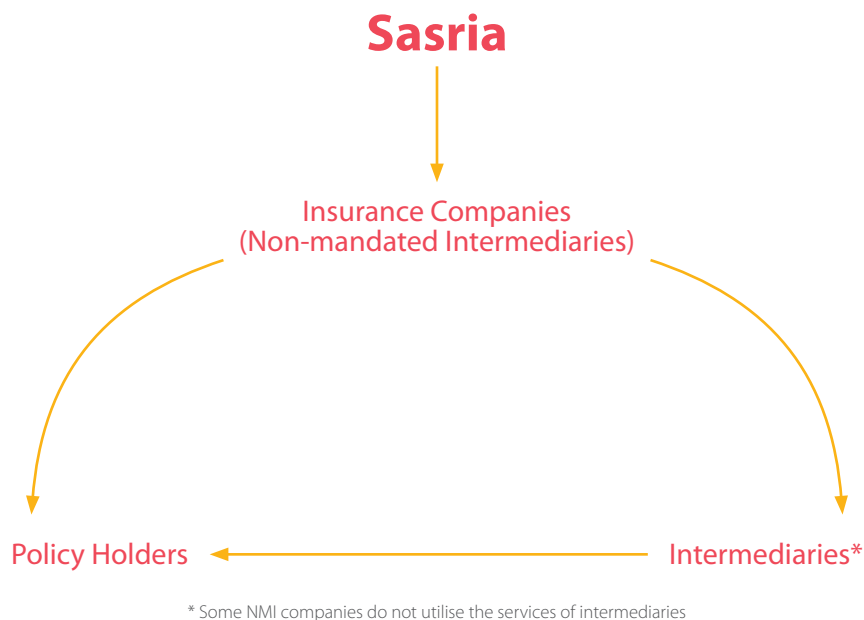 Sasria
Insurance Companies
(Non-mandated Intermediaries)
Policy Holders
Intermediaries*
* Some NMI companies do not utilise the services of intermediaries